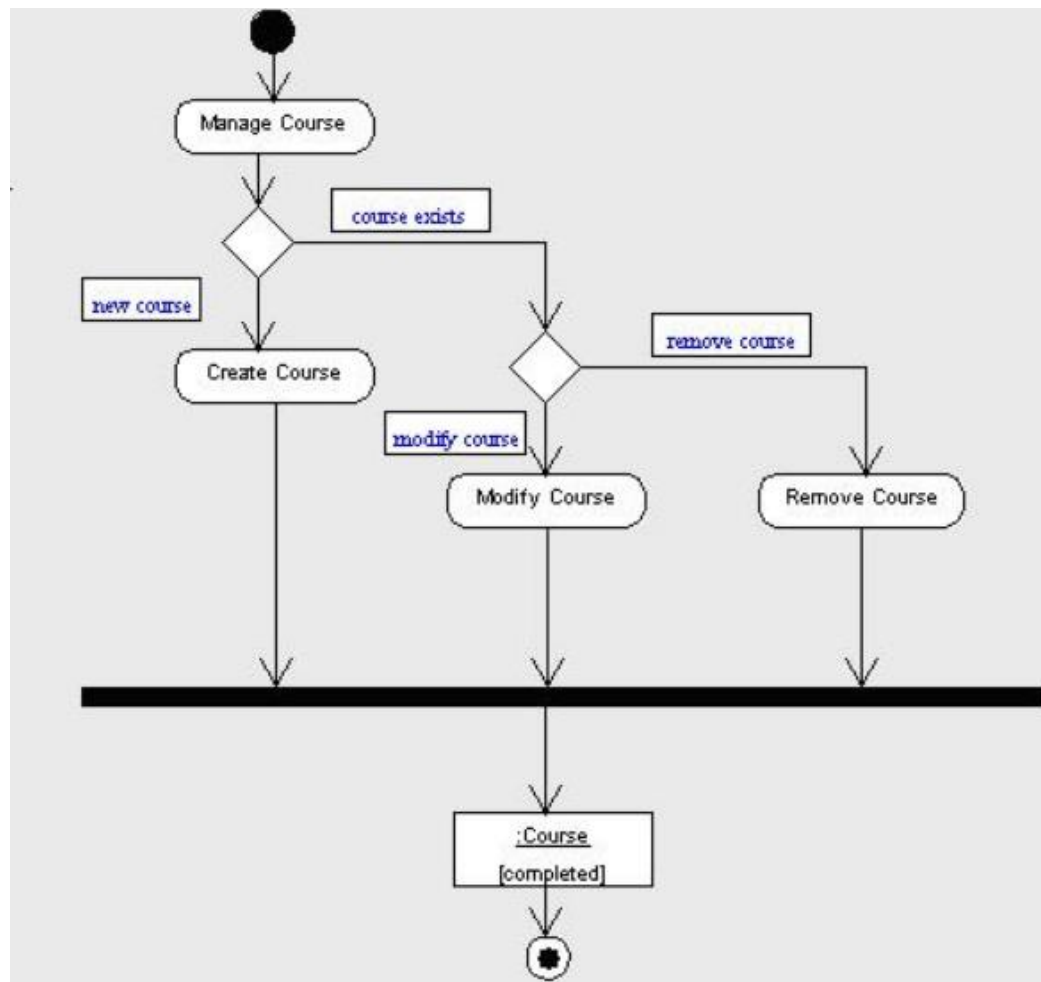 Manage Course
course exists
new course
remove course
Create Course
modify course
Modify Course
Remove Course
:Course
[completed]